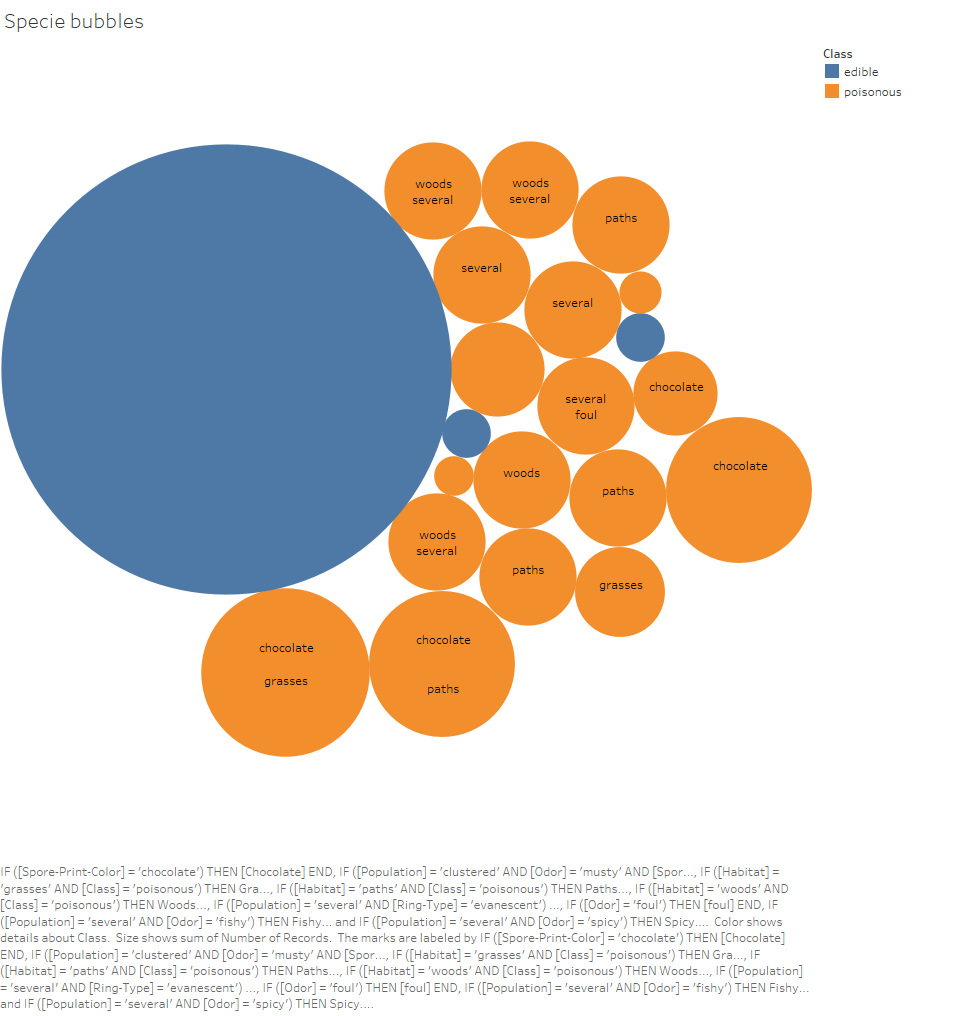 Specie bubbles
Class
edible
poisonous
woods
several
woods
several
paths
several
several
chocolate
several
foul
chocolate
woods
paths
woods
several
paths
grasses
chocolate
grasses
chocolate
paths
IF ([Spore-Print-Color] = 'chocolate') THEN [Chocolate] END, IF ([Population] = 'clustered' AND [Odor] = 'musty' AND [Spor..., IF ([Habitat] =
'grasses' AND [Class] = 'poisonous') THEN Gra..., IF ([Habitat] = 'paths' AND [Class] = 'poisonous') THEN Paths..., IF ([Habitat] = 'woods' AND
[Class] = 'poisonous') THEN Woods..., IF ([Population] = 'several' AND [Ring-Type] = 'evanescent') ..., IF ([Odor] = 'foul') THEN [foul] END, IF
([Population] = 'several' AND [Odor] = 'fishy') THEN Fishy... and IF ([Population] = 'several' AND [Odor] = 'spicy') THEN Spicy.... Color shows
details about Class. Size shows sum of Number of Records. The marks are labeled by IF ([Spore-Print-Color] = 'chocolate') THEN [Chocolate]
END, IF ([Population] = 'clustered' AND [Odor] = 'musty' AND [Spor..., IF ([Habitat] = 'grasses' AND [Class] = 'poisonous') THEN Gra..., IF
([Habitat] = 'paths' AND [Class] = 'poisonous') THEN Paths..., IF ([Habitat] = 'woods' AND [Class] = 'poisonous') THEN Woods..., IF ([Population]
= 'several' AND [Ring-Type] = 'evanescent') ..., IF ([Odor] = 'foul') THEN [foul] END, IF ([Population] = 'several' AND [Odor] = 'fishy') THEN Fishy...
and IF ([Population] = 'several' AND [Odor] = 'spicy') THEN Spicy....